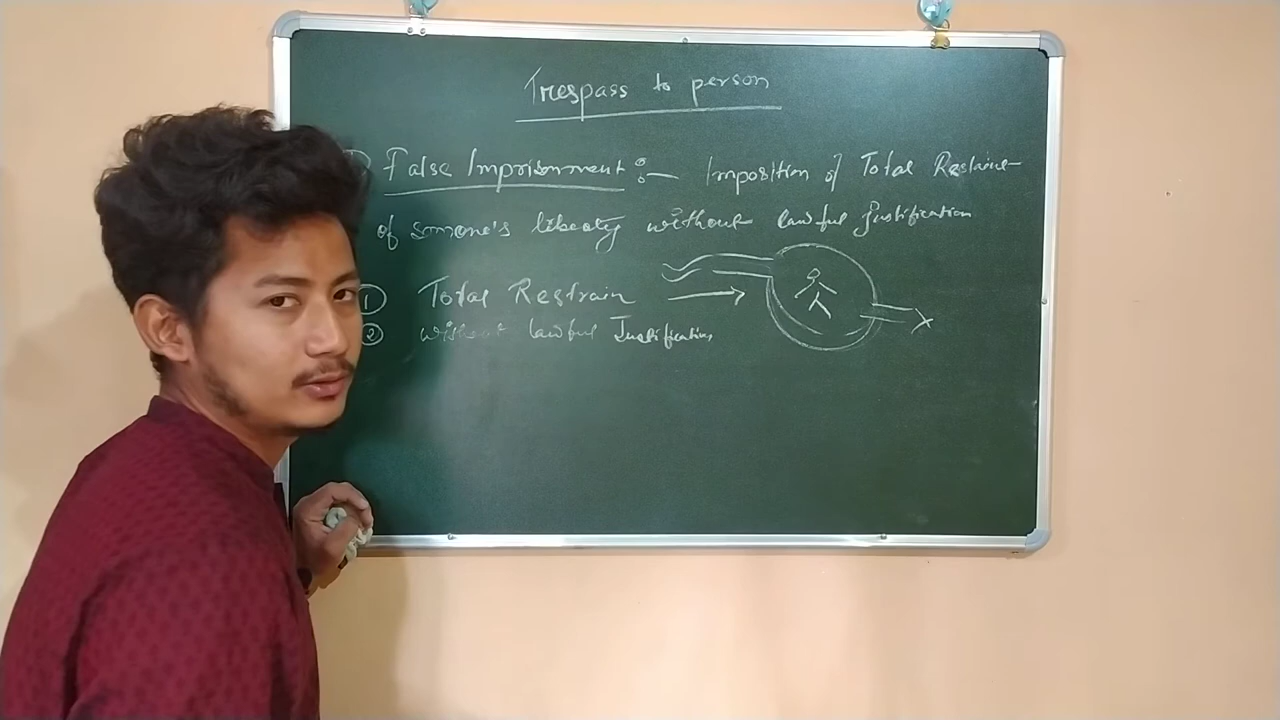 Trespass to person
False Imprisonment :— Imposition of Total Restraint
of somone's liberty without lawful justification
① Total Restrain
② without lawful Justification